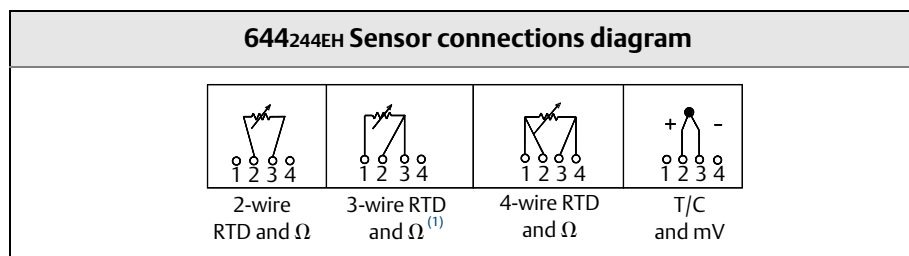 644244EH Sensor connections diagram
+ -
1 2 3 4 1 2 3 4 1 2 3 4 1 2 3 4
2-wire 3-wire RTD 4-wire RTD T/C
RTD and Ω and Ω (1) and Ω and mV